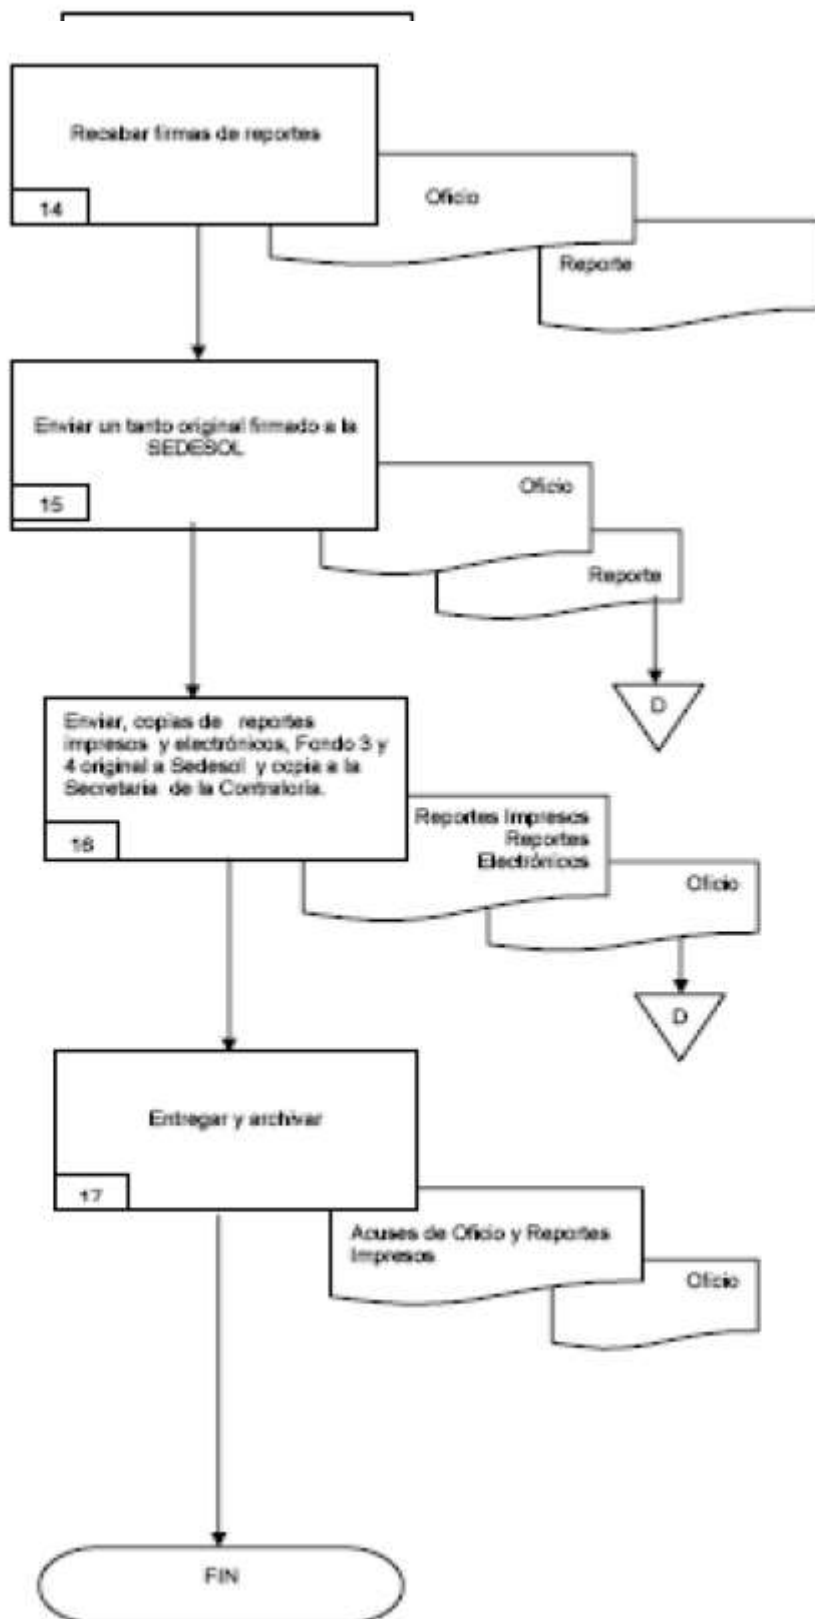 Recabar firmas de reportes
14
Oficio
Reporte
Enviar un tanto original firmado a la
SEDESOL
15
Oficio
Reporte
D
Enviar, copias de reportes
impresos y electrónicos, Fondo 3 y
4 original a Sedesol y copia a la
Secretaria de la Contraloría.
16
Reportes Impresos
Reportes
Electrónicos
Oficio
D
Entregar y archivar
17
Acuses de Oficio y Reportes
Impresos
Oficio
FIN